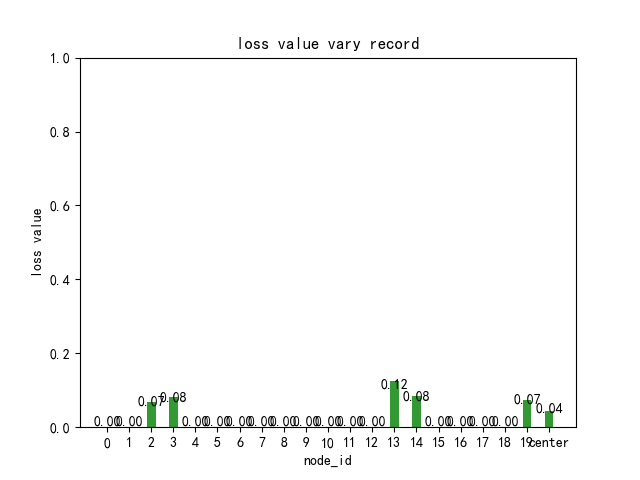 loss value vary record
1.0
0.8
0.6
0.4
0.2
0.0
loss value
0.00 0.00 0.07 0.08 0.00 0.00 0.00 0.00 0.00 0.00 0.00 0.00 0.00 0.12 0.08 0.00 0.00 0.00 0.00 0.07 0.04
0 1 2 3 4 5 6 7 8 9 10 11 12 13 14 15 16 17 18 19 center
node_id